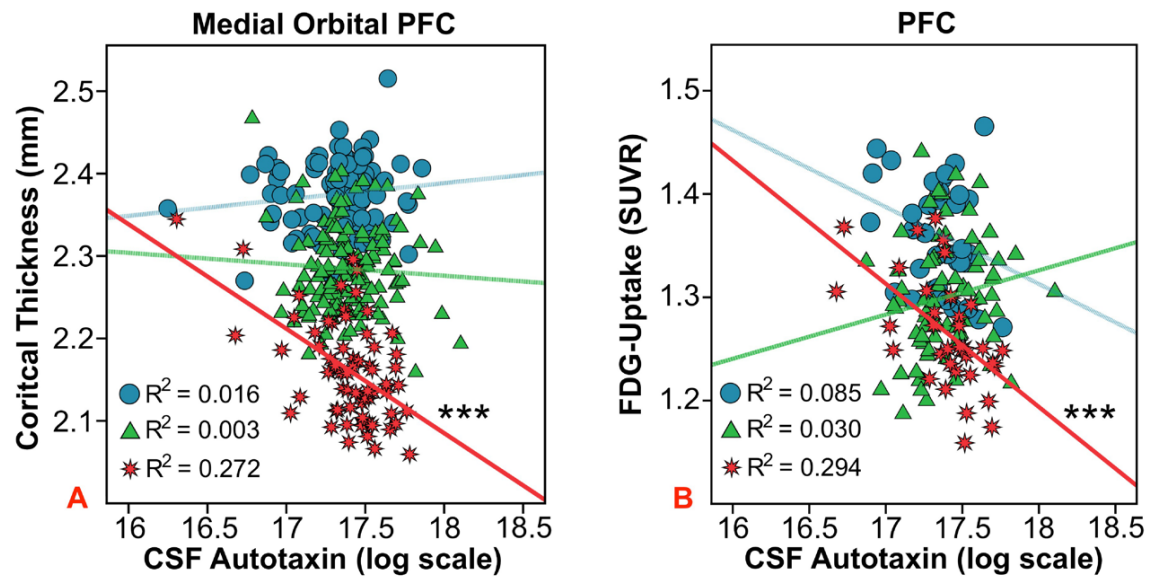 Medial Orbital PFC
Coritcal Thickness (mm)
2.5
2.4
2.3
2.2
2.1
R² = 0.016
R² = 0.003
R² = 0.272
***
A
16
16.5
17
17.5
18
18.5
CSF Autotaxin (log scale)
PFC
FDG-Uptake (SUVR)
1.5
1.4
1.3
1.2
R² = 0.085
R² = 0.030
R² = 0.294
***
B
16
16.5
17
17.5
18
18.5
CSF Autotaxin (log scale)